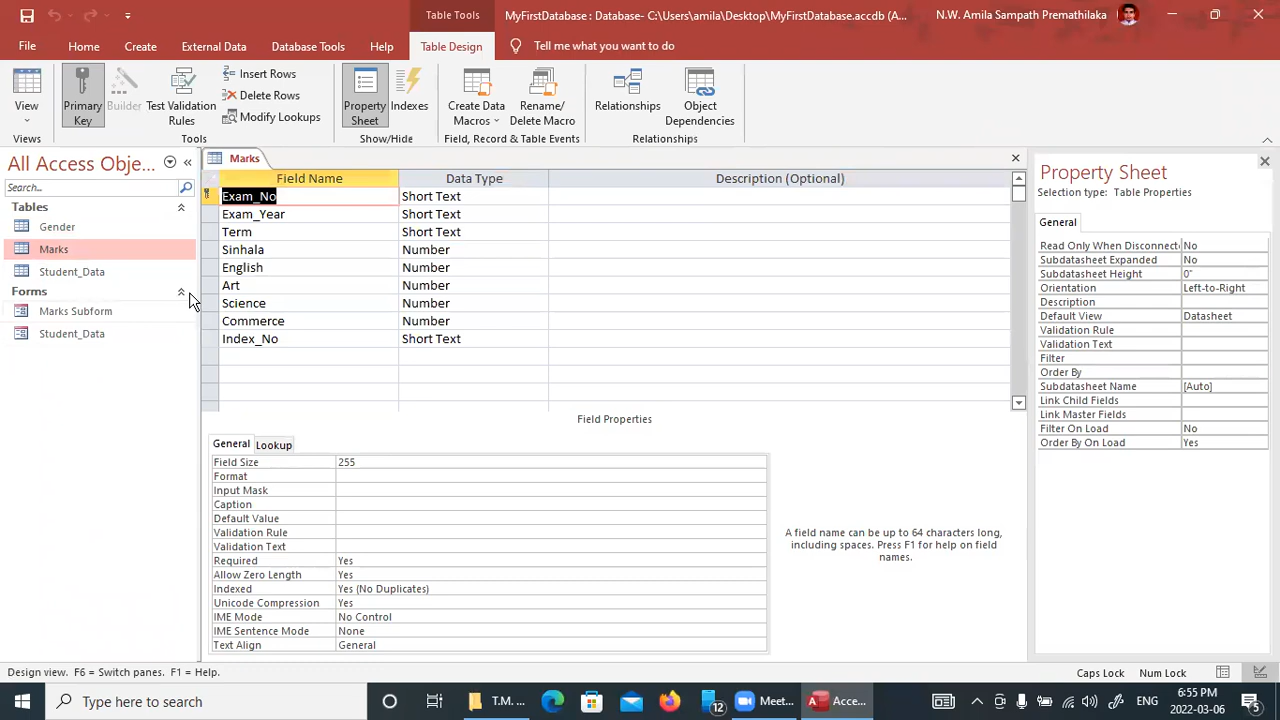 Table Tools
MyFirstDatabase : Database- C:\Users\amila\Desktop\MyFirstDatabase.accdb (A...
N.W. Amila Sampath Premathilaka
File
Home
Create
External Data
Database Tools
Help
Table Design
Tell me what you want to do
View
Primary Key
Builder
Test Validation Rules
Insert Rows
Delete Rows
Modify Lookups
Property Sheet
Indexes
Create Data Macros
Rename/ Delete Macro
Relationships
Object Dependencies
Views
Tools
Show/Hide
Field, Record & Table Events
Relationships
All Access Obje...
Search...
Tables
Gender
Marks
Student_Data
Forms
Marks Subform
Student_Data
Marks
Field Name Data Type Description (Optional)
Exam_No Short Text
Exam_Year Short Text
Term Short Text
Sinhala Number
English Number
Art Number
Science Number
Commerce Number
Index_No Short Text
Field Properties
General Lookup
Field Size 255
Format
Input Mask
Caption
Default Value
Validation Rule
Validation Text
Required Yes
Allow Zero Length Yes
Indexed Yes (No Duplicates)
Unicode Compression Yes
IME Mode No Control
IME Sentence Mode None
Text Align General
A field name can be up to 64 characters long,
including spaces. Press F1 for help on field
names.
Property Sheet
Selection type: Table Properties
General
Read Only When Disconnect No
Subdatasheet Expanded No
Subdatasheet Height 0"
Orientation Left-to-Right
Description
Default View Datasheet
Validation Rule
Validation Text
Filter
Order By
Subdatasheet Name [Auto]
Link Child Fields
Link Master Fields
Filter On Load No
Order By On Load Yes
Design view. F6 = Switch panes. F1 = Help.
Caps Lock Num Lock
Type here to search
T.M. ...
12
Meet...
Acce...
ENG
6:55 PM
2022-03-06
5